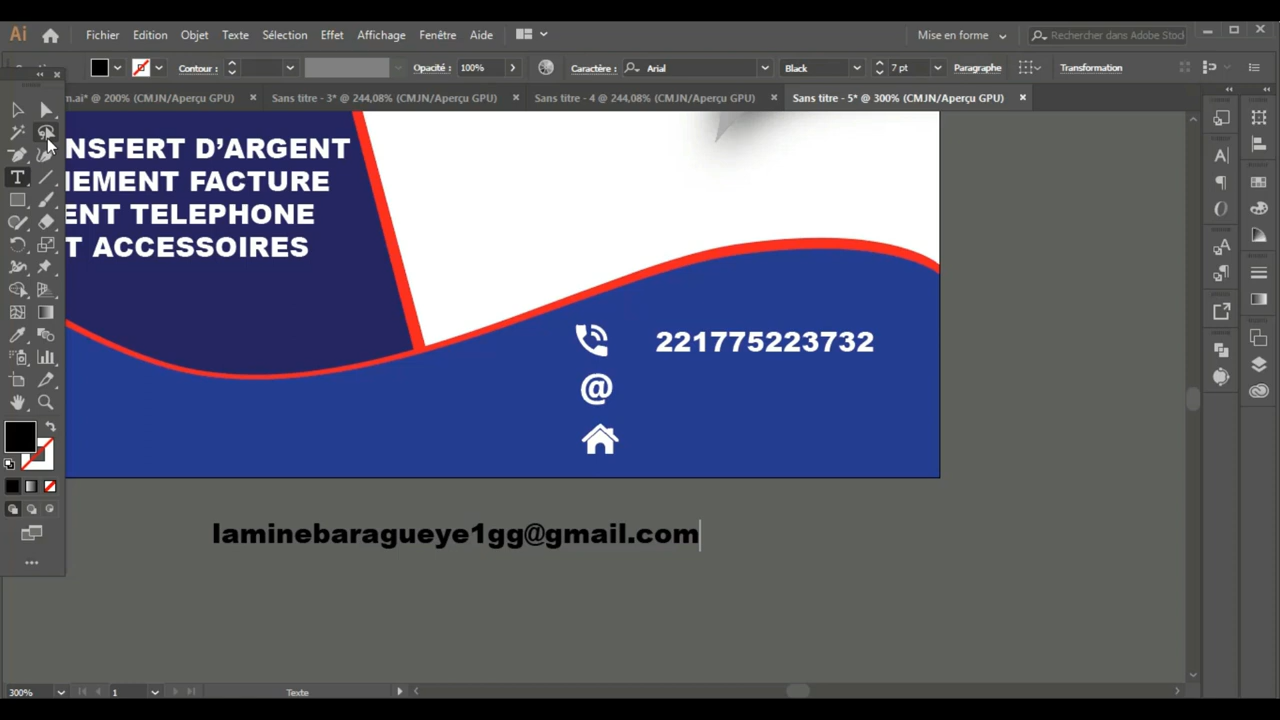 Ai
Fichier Edition Objet Texte Sélection Effet Affichage Fenêtre Aide
Mise en forme
Rechercher dans Adobe Stock
Contour :
Opacité : 100%
Caractère : Arial
Black
7 pt
Paragraphe
Transformation
m.ai* @ 200% (CMJN/Aperçu GPU)
Sans titre - 3* @ 244,08% (CMJN/Aperçu GPU)
Sans titre - 4 @ 244,08% (CMJN/Aperçu GPU)
Sans titre - 5* @ 300% (CMJN/Aperçu GPU)
NSFERT D’ARGENT
IEMENT FACTURE
ENT TELEPHONE
T ACCESSOIRES
221775223732
@
laminebaragueye1gg@gmail.com
300%
1
Texte